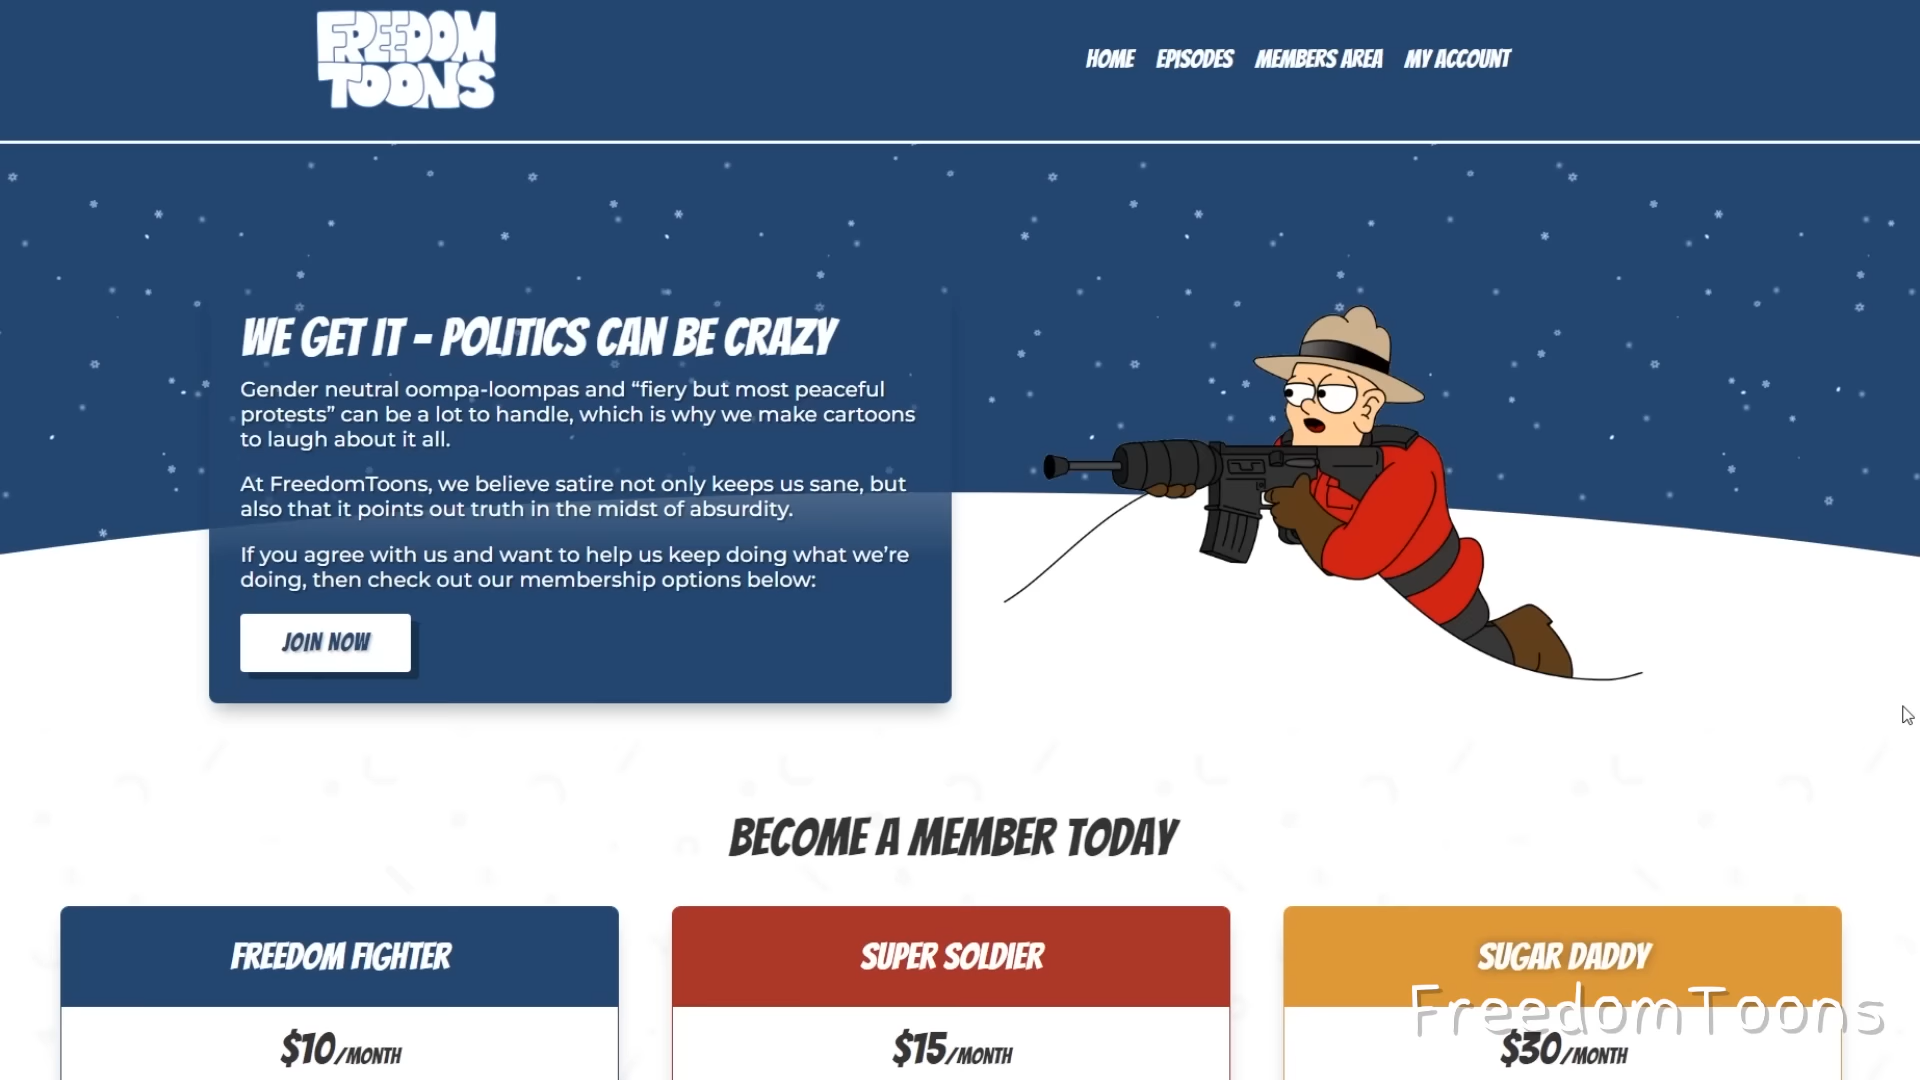 FREEDOM
TOONS
HOME EPISODES MEMBERS AREA MY ACCOUNT
WE GET IT - POLITICS CAN BE CRAZY
Gender neutral oompa-loompas and “fiery but most peaceful
protests” can be a lot to handle, which is why we make cartoons
to laugh about it all.
At FreedomToons, we believe satire not only keeps us sane, but
also that it points out truth in the midst of absurdity.
If you agree with us and want to help us keep doing what we’re
doing, then check out our membership options below:
JOIN NOW
BECOME A MEMBER TODAY
FREEDOM FIGHTER
$10/MONTH
SUPER SOLDIER
$15/MONTH
SUGAR DADDY
$30/MONTH
FreedomToons